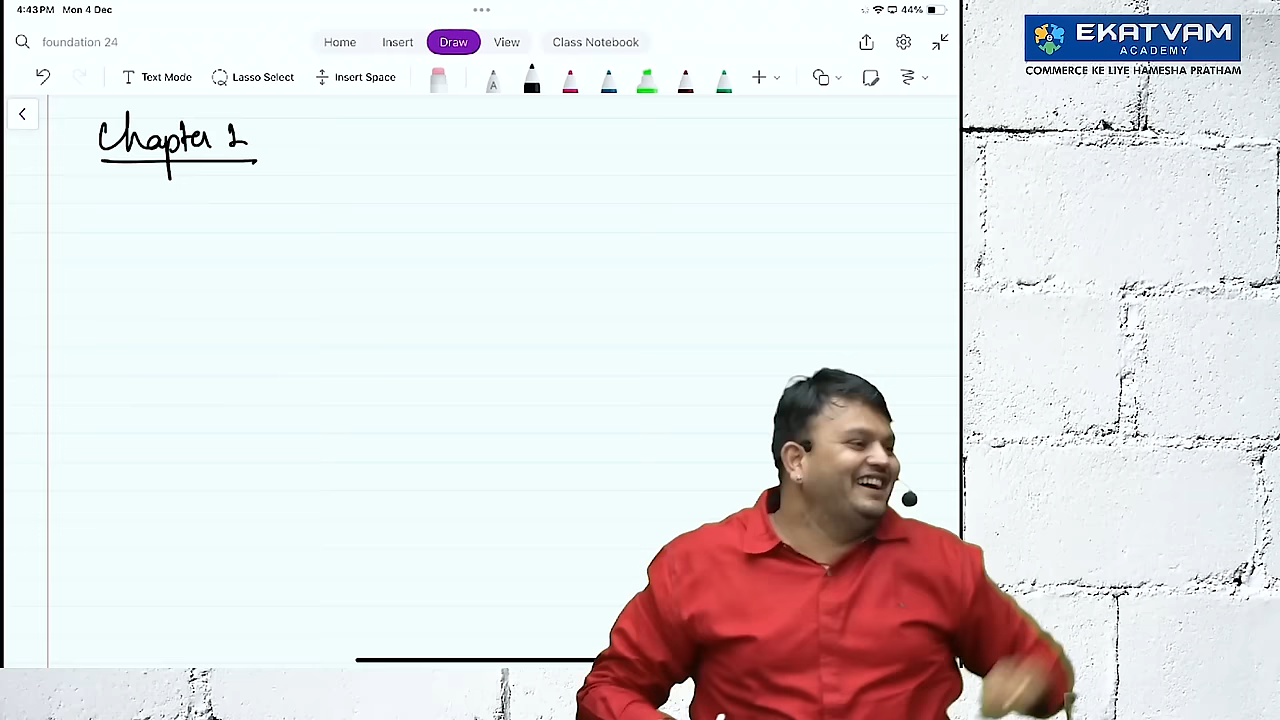 4:43 PM Mon 4 Dec
44%
foundation 24
Home Insert Draw View Class Notebook
Text Mode Lasso Select Insert Space
A
Chapter 1
EKATVAM
ACADEMY
COMMERCE KE LIYE HAMESHA PRATHAM